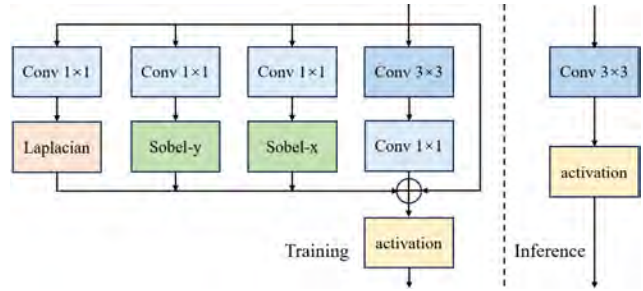 Conv 1×1 Conv 1×1 Conv 1×1 Conv 3×3 Conv 3×3
Laplacian Sobel-y Sobel-x Conv 1×1
activation
activation
Training Inference